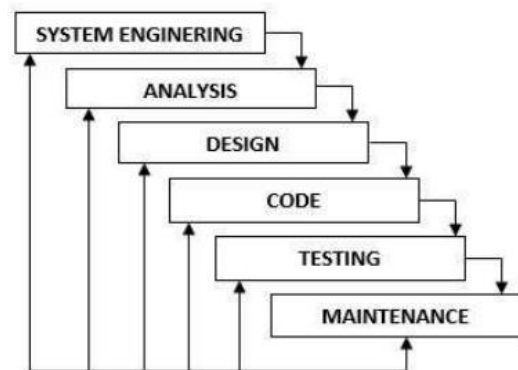 SYSTEM ENGINERING
ANALYSIS
DESIGN
CODE
TESTING
MAINTENANCE